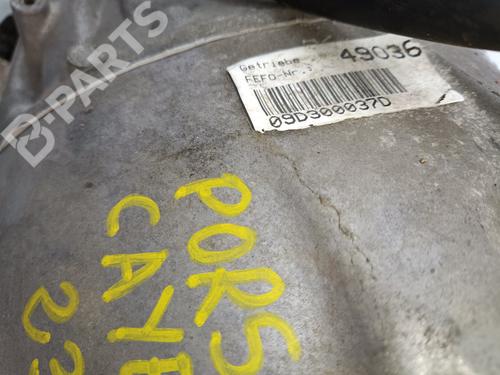 Getriebe 49036
FEFO-Nr.:
09D300037D
PORS
CAYE
23
B-PARTS